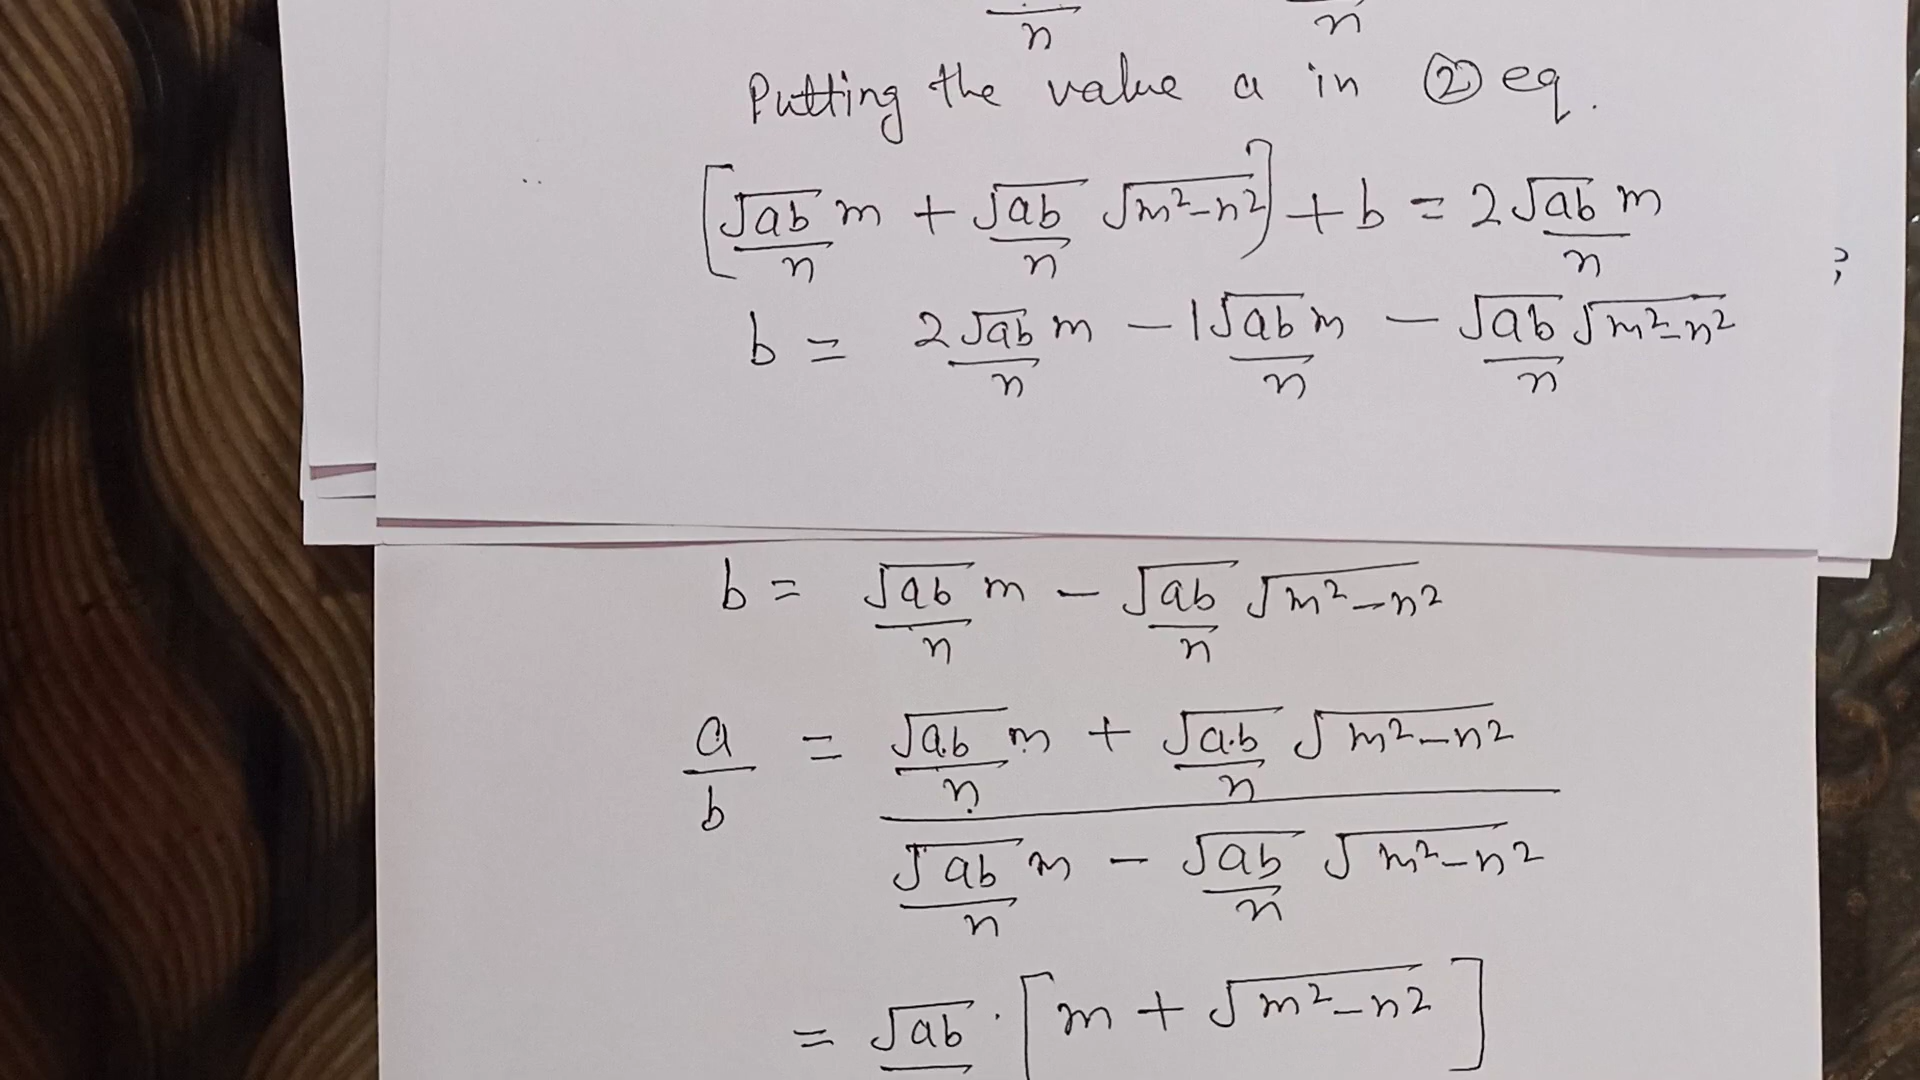 n n
Putting the value a in ② eq.
[√ab/n m + √ab/n √m²-n²] + b = 2√ab/n m ;
b = 2√ab/n m - 1√ab/n m - √ab/n √m²-n²
b = √ab/n m - √ab/n √m²-n²
a/b = (√a.b/n m + √a.b/n √m²-n²) / (√ab/n m - √ab/n √m²-n²)
= √ab . [m + √m²-n²]